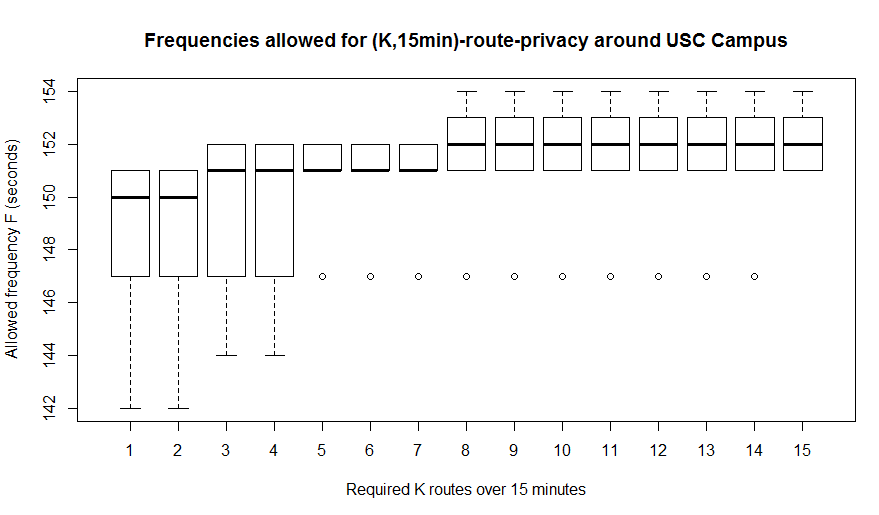 Frequencies allowed for (K,15min)-route-privacy around USC Campus
Allowed frequency F (seconds)
154
152
150
148
146
144
142
1 2 3 4 5 6 7 8 9 10 11 12 13 14 15
Required K routes over 15 minutes